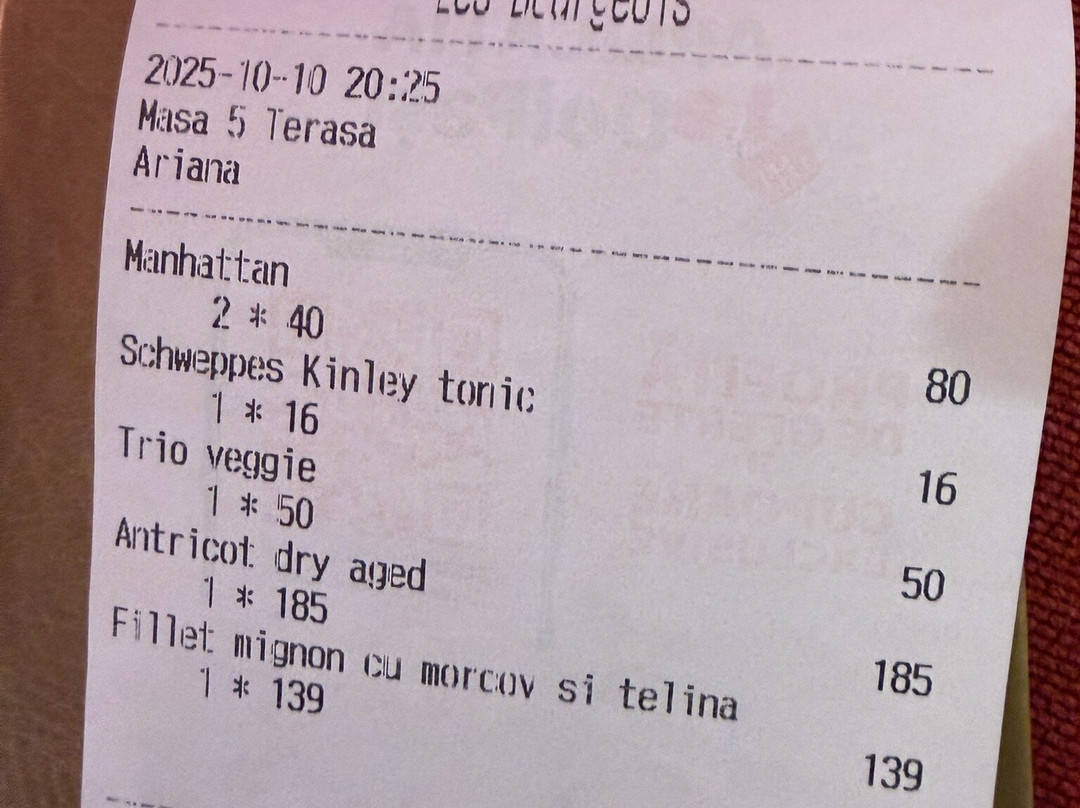 Les Bourgeois
2025-10-10 20:25
Masa 5 Terasa
Ariana
Manhattan
2 * 40 80
Schweppes Kinley tonic
1 * 16 16
Trio veggie
1 * 50 50
Antricot dry aged
1 * 185 185
Fillet mignon cu morcov si telina
1 * 139 139